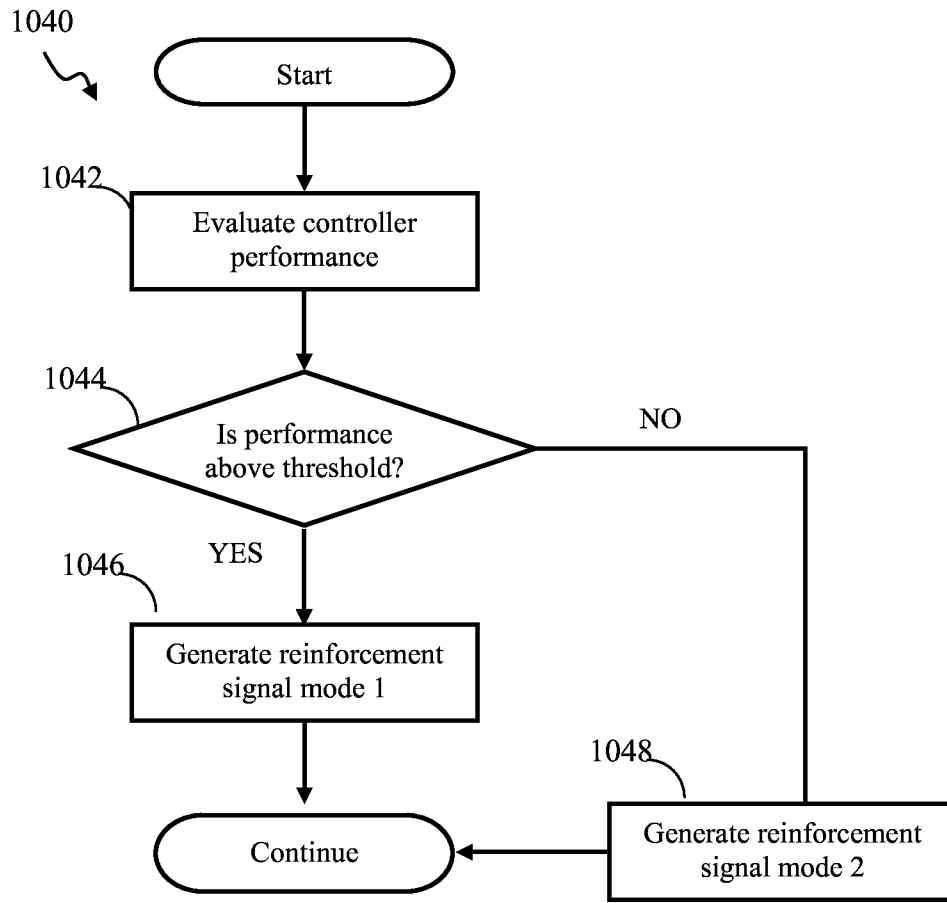 1040
Start
1042
Evaluate controller
performance
1044
Is performance
above threshold?
NO
YES
1046
Generate reinforcement
signal mode 1
1048
Continue
Generate reinforcement
signal mode 2